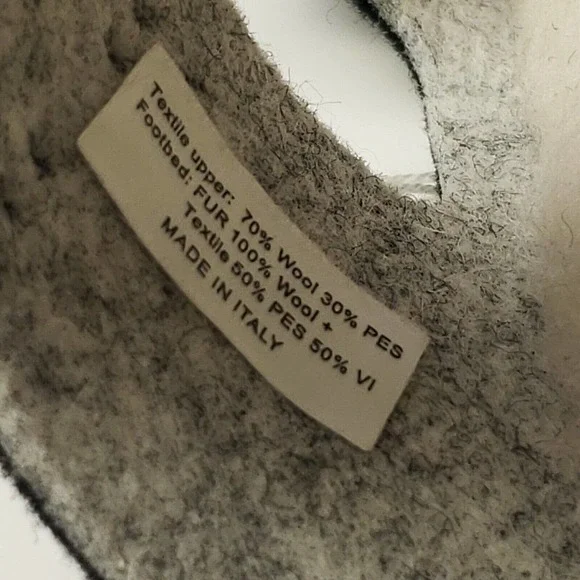 Textile upper: 70% Wool 30% PES
Footbed: FUR 100% Wool +
Textile 50% PES 50% VI
MADE IN ITALY